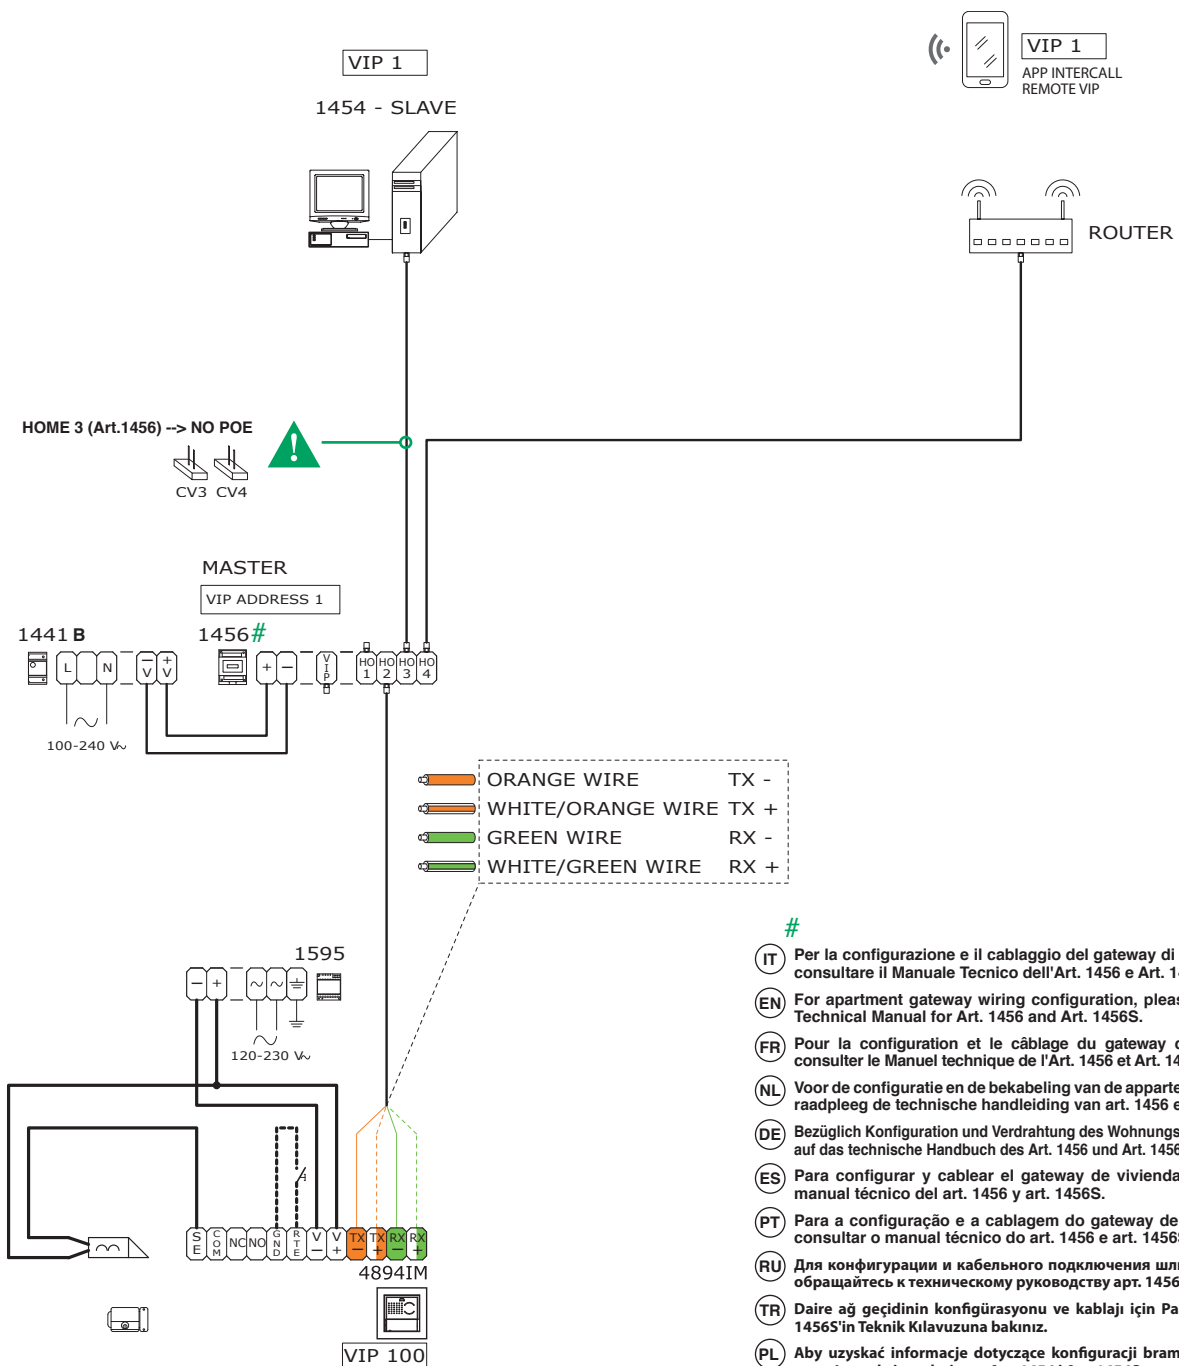 VIP 1
VIP 1
APP INTERCALL
REMOTE VIP
1454 - SLAVE
ROUTER
HOME 3 (Art.1456) --> NO POE
CV3 CV4
MASTER
VIP ADDRESS 1
1441 B
1456#
L N - V + V
+ - VIP HO 1 HO 2 HO 3 HO 4
100-240 V~
ORANGE WIRE TX -
WHITE/ORANGE WIRE TX +
GREEN WIRE RX -
WHITE/GREEN WIRE RX +
1595
- +
120-230 V~
SE COM NC NO GND RTE V - V + TX - TX + RX - RX +
4894IM
VIP 100
#
IT Per la configurazione e il cablaggio del gateway di
consultare il Manuale Tecnico dell'Art. 1456 e Art.
EN For apartment gateway wiring configuration,
Technical Manual for Art. 1456 and Art. 1456S.
FR Pour la configuration et le câblage du gateway
consulter le Manuel technique de l'Art. 1456 et Art.
NL Voor de configuratie en de bekabeling van de
raadpleeg de technische handleiding van art. 1456
DE Bezüglich Konfiguration und Verdrahtung des
auf das technische Handbuch des Art. 1456 und Art.
ES Para configurar y cablear el gateway de vivienda
manual técnico del art. 1456 y art. 1456S.
PT Para a configuração e a cablagem do gateway de
consultar o manual técnico do art. 1456 e art.
RU Для конфигурации и кабельного подключения
обращайтесь к техническому руководству арт. 1456
TR Daire ağ geçidinin konfigürasyonu ve kablajı için
1456S'in Teknik Kılavuzuna bakınız.
PL Aby uzyskać informacje dotyczące konfiguracji